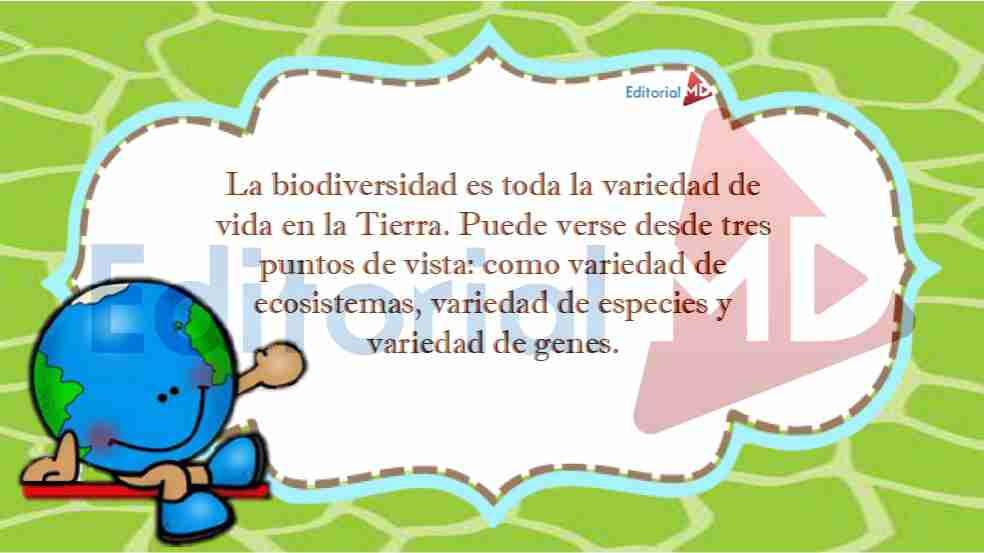 Editorial MD
La biodiversidad es toda la variedad de
vida en la Tierra. Puede verse desde tres
puntos de vista: como variedad de
ecosistemas, variedad de especies y
variedad de genes.
Editorial MD